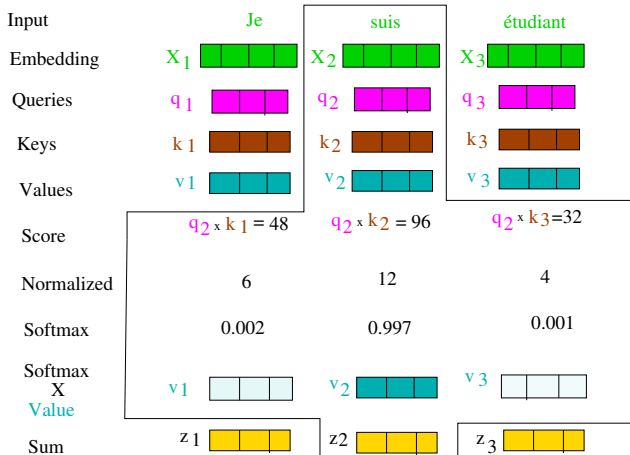 Input Je suis étudiant
Embedding X1 X2 X3
Queries q1 q2 q3
Keys k1 k2 k3
Values v1 v2 v3
Score q2 x k1 = 48 q2 x k2 = 96 q2 x k3=32
Normalized 6 12 4
Softmax 0.002 0.997 0.001
Softmax
X
Value v1 v2 v3
Sum z1 z2 z3